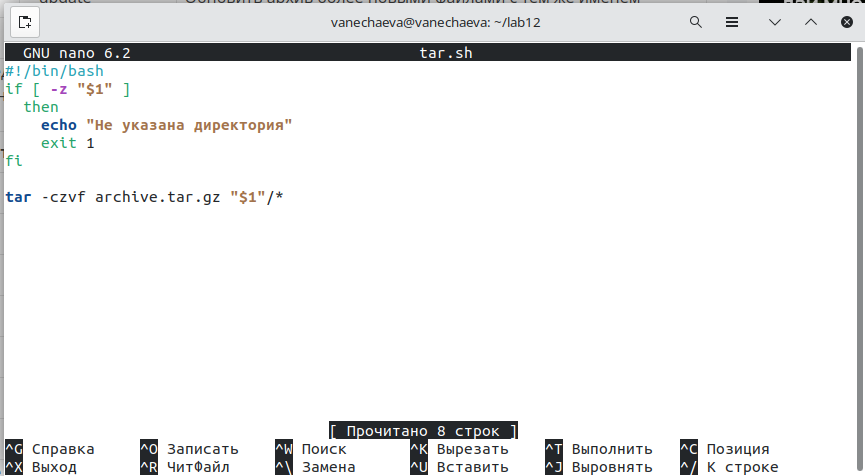 vanechaeva@vanechaeva: ~/lab12
GNU nano 6.2 tar.sh
#!/bin/bash
if [ -z "$1" ]
  then
    echo "Не указана директория"
    exit 1
fi
tar -czvf archive.tar.gz "$1"/*
[ Прочитано 8 строк ]
^G Справка ^O Записать ^W Поиск ^K Вырезать ^T Выполнить ^C Позиция
^X Выход ^R ЧитФайл ^\ Замена ^U Вставить ^J Выровнять ^/ К строке